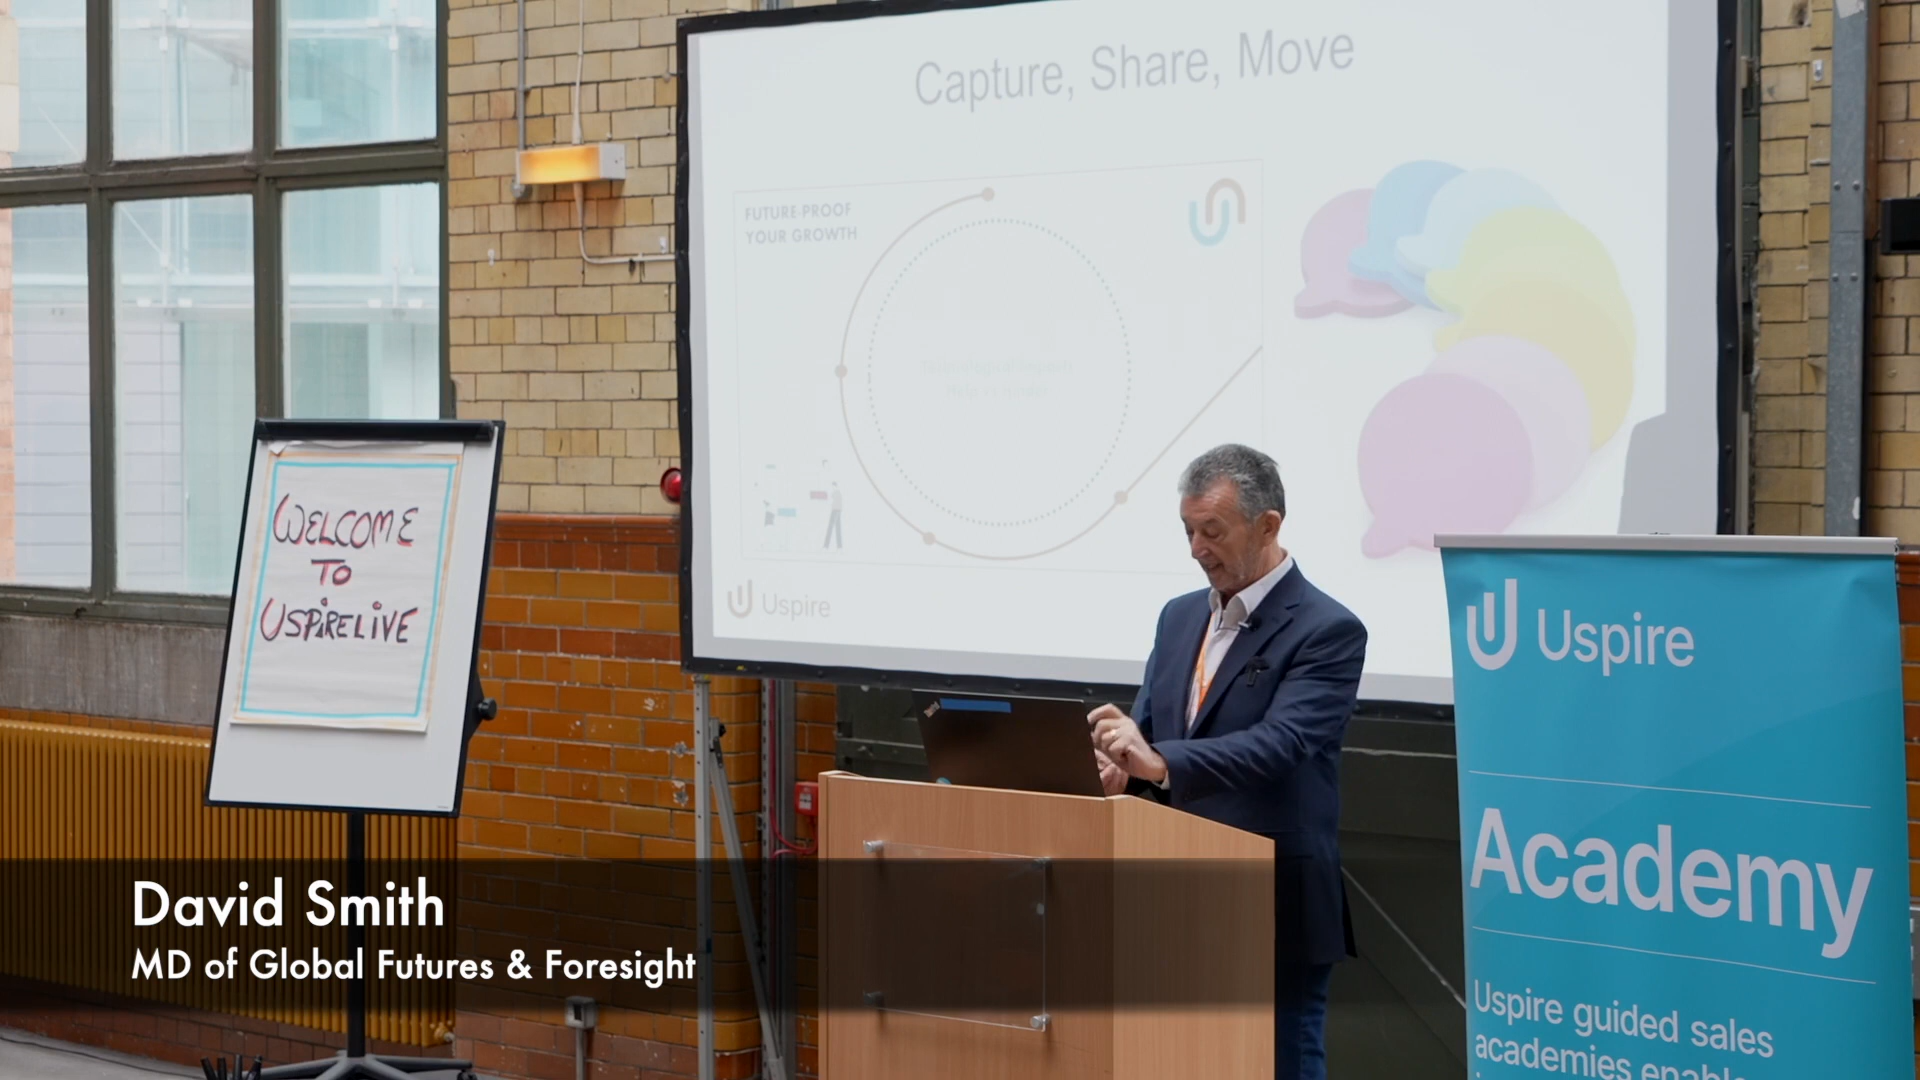 Capture, Share, Move
FUTURE-PROOF
YOUR GROWTH
Uspire
WELCOME
TO
USPIRELIVE
Uspire
Academy
Uspire guided sales
academies
David Smith
MD of Global Futures & Foresight